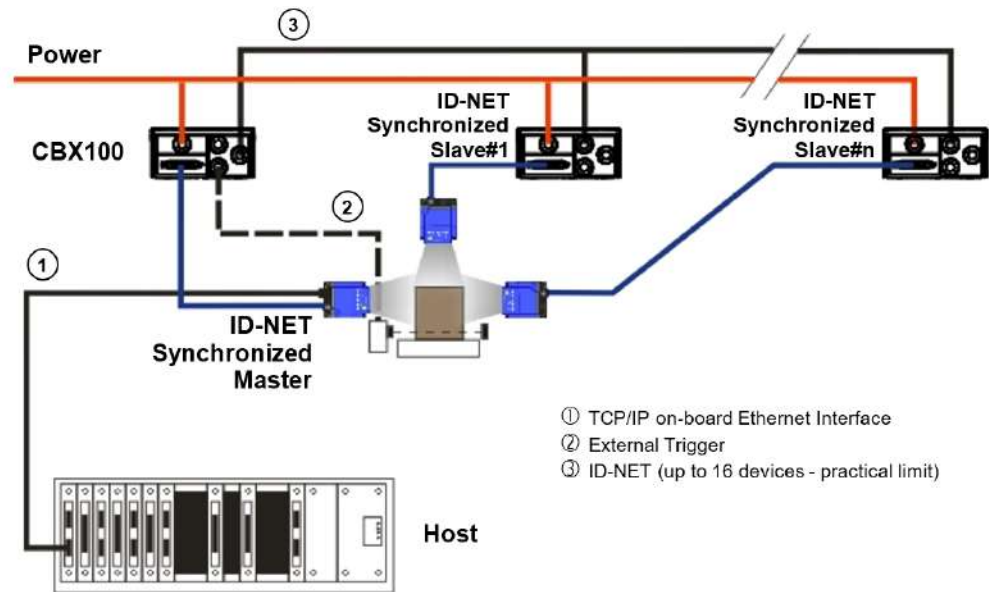 ③
Power
CBX100
ID-NET
Synchronized
Slave#1
ID-NET
Synchronized
Slave#n
②
①
ID-NET
Synchronized
Master
① TCP/IP on-board Ethernet Interface
② External Trigger
③ ID-NET (up to 16 devices - practical limit)
Host